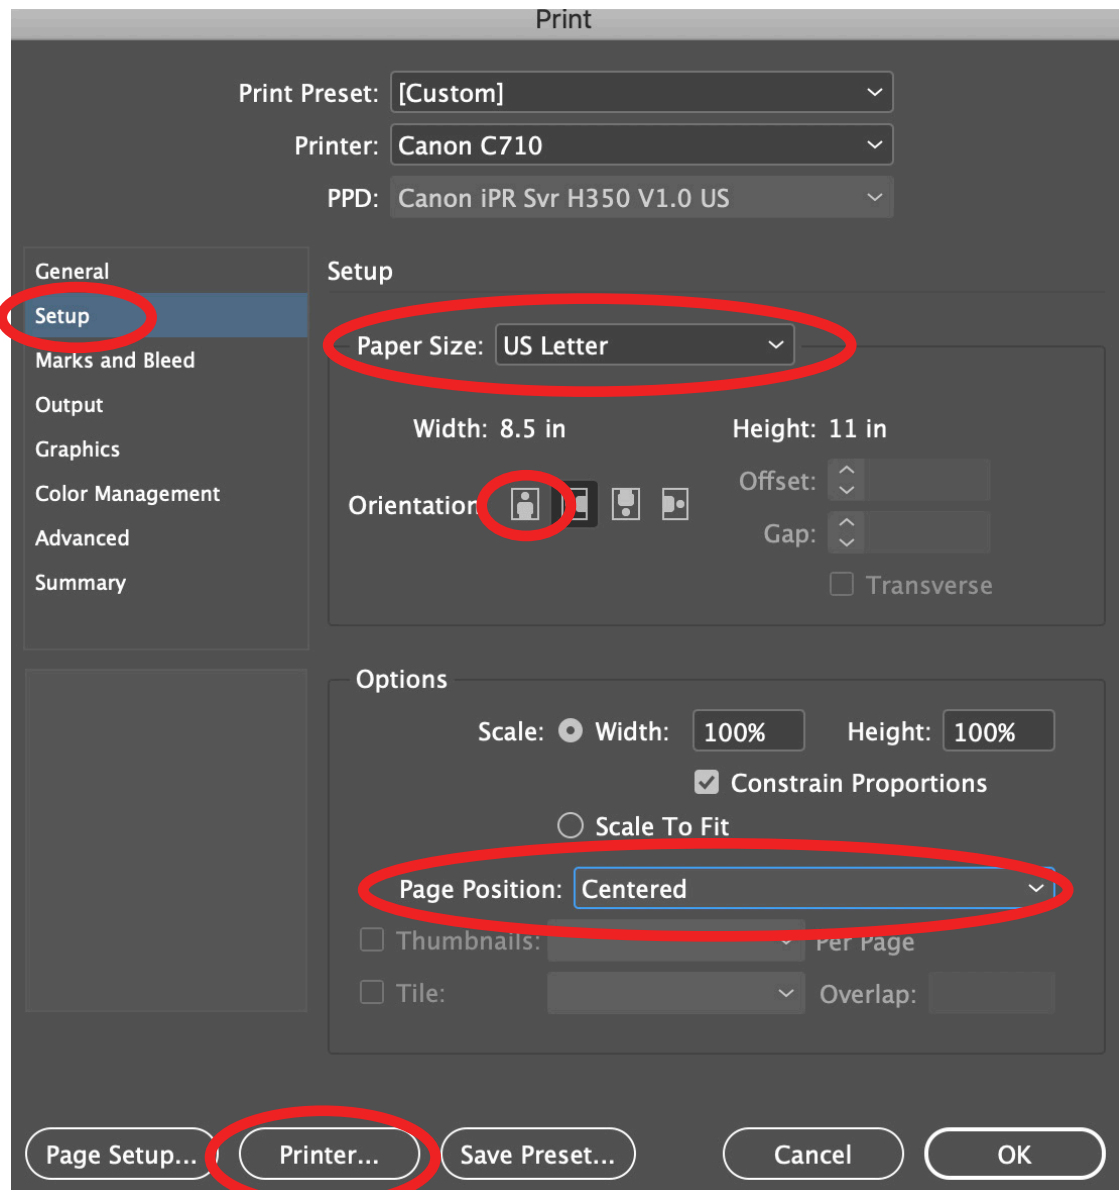 Print
Print Preset: [Custom]
Printer: Canon C710
PPD: Canon iPR Svr H350 V1.0 US
General
Setup
Marks and Bleed
Output
Graphics
Color Management
Advanced
Summary
Setup
Paper Size: US Letter
Width: 8.5 in Height: 11 in
Orientation
Offset:
Gap:
Transverse
Options
Scale: Width: 100% Height: 100%
Constrain Proportions
Scale To Fit
Page Position: Centered
Thumbnails: Per Page
Tile: Overlap:
Page Setup... Printer... Save Preset... Cancel OK